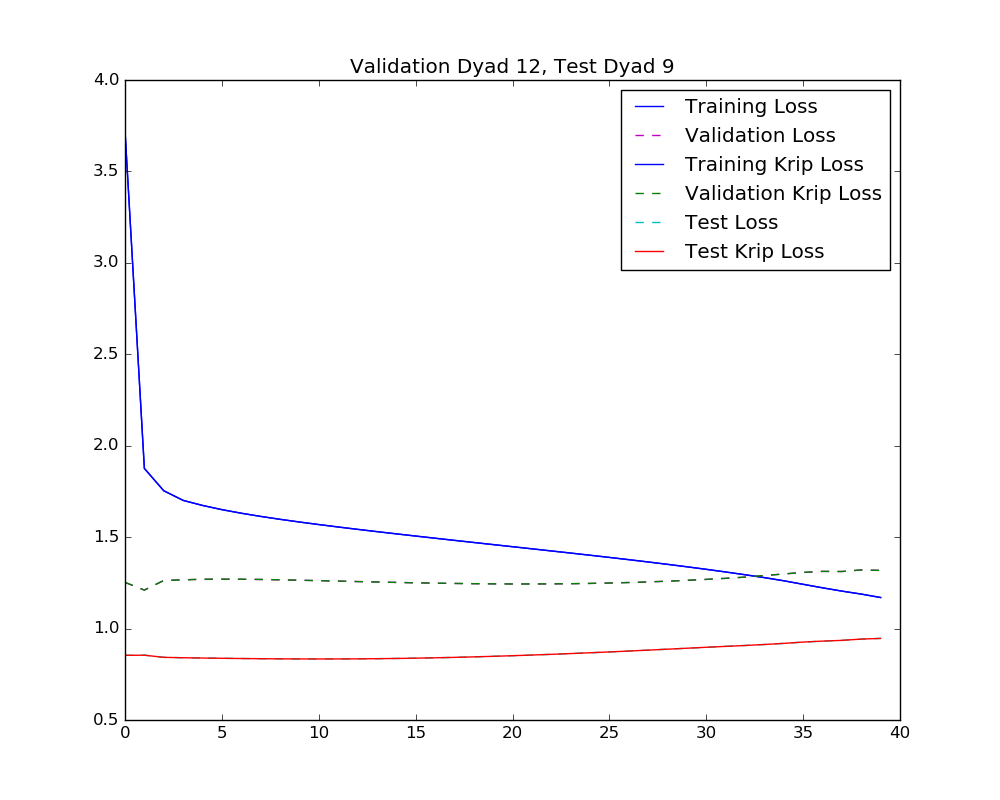 Validation Dyad 12, Test Dyad 9
4.0
3.5
3.0
2.5
2.0
1.5
1.0
0.5
Training Loss
Validation Loss
Training Krip Loss
Validation Krip Loss
Test Loss
Test Krip Loss
0 5 10 15 20 25 30 35 40